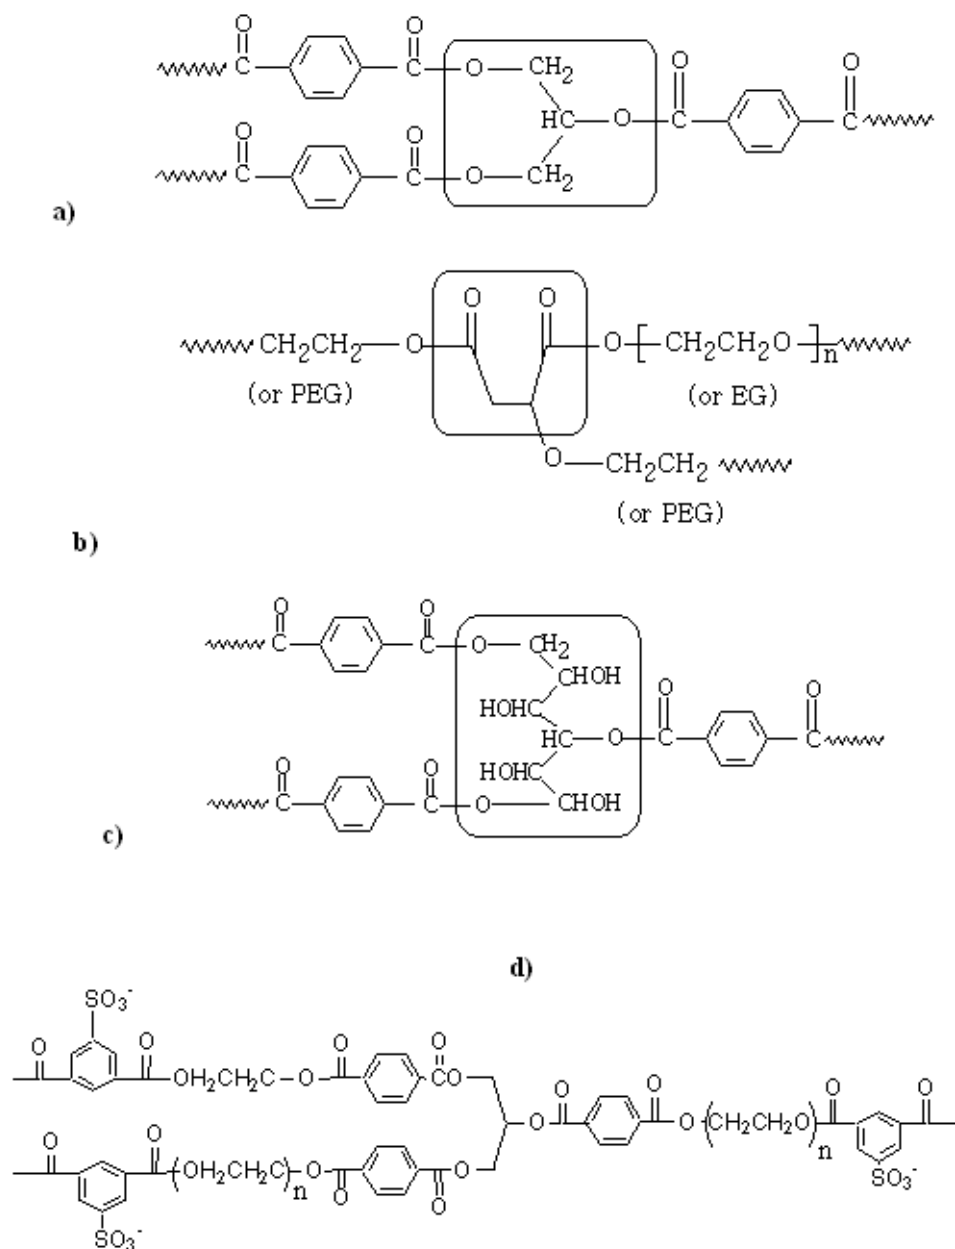 O O
C C O CH₂
O O
HC O C C
O O
C C O CH₂
a)
O O
CH₂CH₂ O O [CH₂CH₂O]n
(or PEG) (or EG)
O CH₂CH₂
(or PEG)
b)
O O
C C O CH₂
CHOH
O O
HOHC
HC O C C
O O
HOHC
C C O CHOH
c)
d)
SO₃⁻
O O O O
OH₂CH₂C O CO
O O O O
O O (CH₂CH₂O)n
O O O O
(OH₂CH₂C)n O CO
O O
SO₃⁻
SO₃⁻